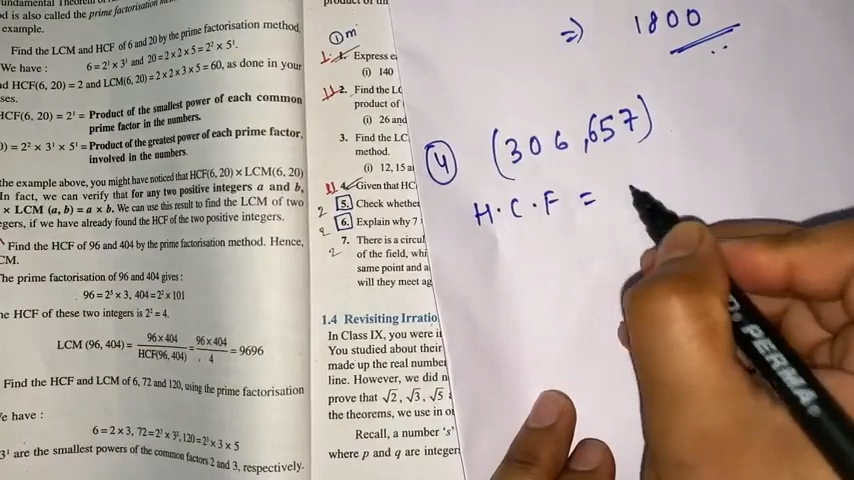 d is also called the prime factorisation method
example.
Find the LCM and HCF of 6 and 20 by the prime factorisation method.
We have : 6 = 2¹ × 3¹ and 20 = 2 × 2 × 5 = 2² × 5¹.
HCF(6, 20) = 2 and LCM(6, 20) = 2 × 2 × 3 × 5 = 60, as done in your
HCF(6, 20) = 2¹ = Product of the smallest power of each common
prime factor in the numbers.
) = 2² × 3¹ × 5¹ = Product of the greatest power of each prime factor,
involved in the numbers.
the example above, you might have noticed that HCF(6, 20) × LCM(6, 20)
In fact, we can verify that for any two positive integers a and b,
× LCM (a, b) = a × b. We can use this result to find the LCM of two
egers, if we have already found the HCF of the two positive integers.
Find the HCF of 96 and 404 by the prime factorisation method. Hence,
CM.
The prime factorisation of 96 and 404 gives :
96 = 2⁵ × 3, 404 = 2² × 101
he HCF of these two integers is 2² = 4.
LCM (96, 404) = 96 × 404 / HCF(96, 404) = 96 × 404 / 4 = 9696
Find the HCF and LCM of 6, 72 and 120, using the prime factorisation
e have :
6 = 2 × 3, 72 = 2³ × 3², 120 = 2³ × 3 × 5
3¹ are the smallest powers of the common factors 2 and 3, respectively.
1m
1. Express
(i) 140
2. Find the LC
product of
(i) 26 and
3. Find the LC
method.
(i) 12, 15
4. Given that HC
2 5. Check whether
2 6. Explain why 7
7. There is a circul
2 of the field,
same point and a
will they meet ag
1.4 Revisiting Irratio
In Class IX, you were i
You studied about their
made up the real number
line. However, we did n
prove that √2, √3, √5
the theorems, we use in
Recall, a number 's'
where p and q are integer
⇒ 1800
4 (306, 657)
H.C.F =
PERMA